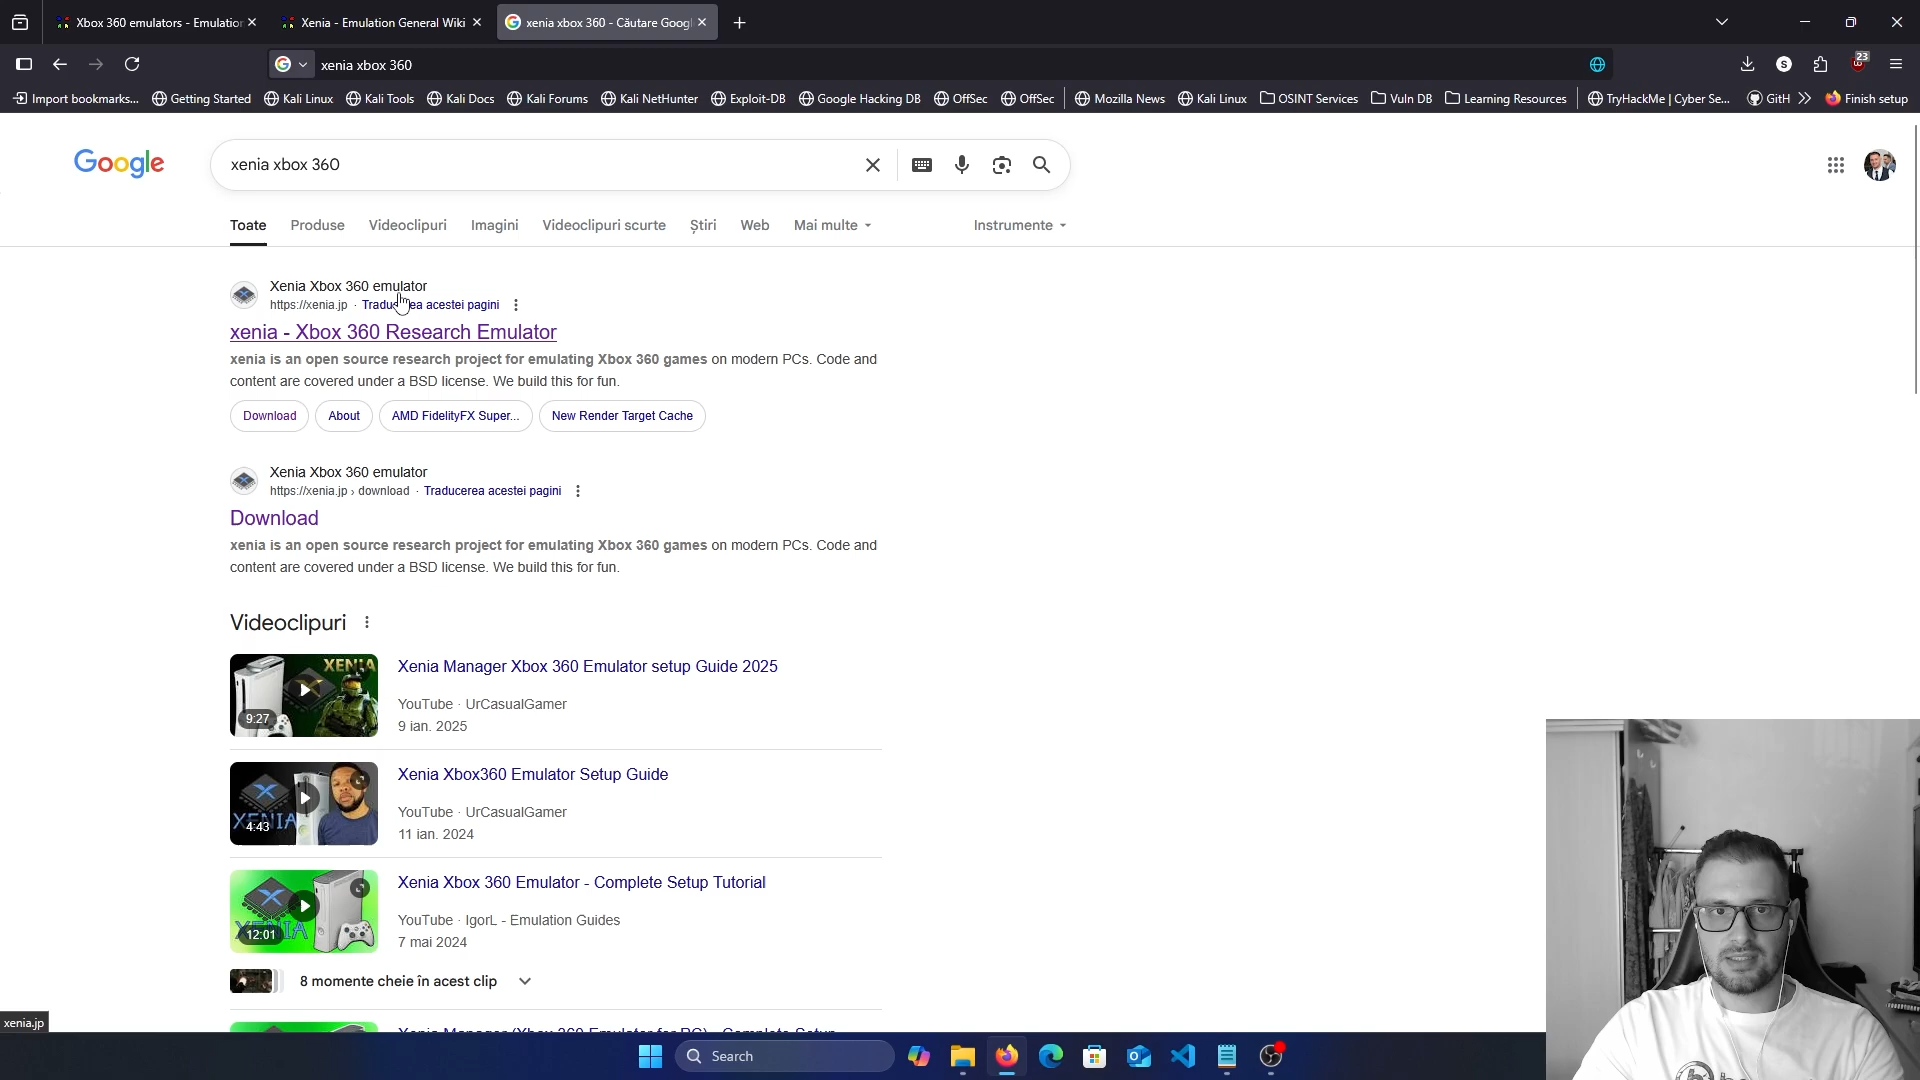 Xbox 360 emulators - Emulation
Xenia - Emulation General Wiki
xenia xbox 360 - Căutare Googl
xenia xbox 360
23
Import bookmarks...
Getting Started
Kali Linux
Kali Tools
Kali Docs
Kali Forums
Kali NetHunter
Exploit-DB
Google Hacking DB
OffSec
OffSec
Mozilla News
Kali Linux
OSINT Services
Vuln DB
Learning Resources
TryHackMe | Cyber Se...
GitH
Finish setup
Google
xenia xbox 360
Toate
Produse
Videoclipuri
Imagini
Videoclipuri scurte
Știri
Web
Mai multe
Instrumente
Xenia Xbox 360 emulator
https://xenia.jp · Traducerea acestei pagini
xenia - Xbox 360 Research Emulator
xenia is an open source research project for emulating Xbox 360 games on modern PCs. Code and
content are covered under a BSD license. We build this for fun.
Download
About
AMD FidelityFX Super...
New Render Target Cache
Xenia Xbox 360 emulator
https://xenia.jp › download · Traducerea acestei pagini
Download
xenia is an open source research project for emulating Xbox 360 games on modern PCs. Code and
content are covered under a BSD license. We build this for fun.
Videoclipuri
XENIA
9:27
Xenia Manager Xbox 360 Emulator setup Guide 2025
YouTube · UrCasualGamer
9 ian. 2025
XENIA
4:43
Xenia Xbox360 Emulator Setup Guide
YouTube · UrCasualGamer
11 ian. 2024
12:01
Xenia Xbox 360 Emulator - Complete Setup Tutorial
YouTube · IgorL - Emulation Guides
7 mai 2024
8 momente cheie în acest clip
Xenia Manager (Xbox 360 Emulator for PC) - Complete Setup
xenia.jp
Search